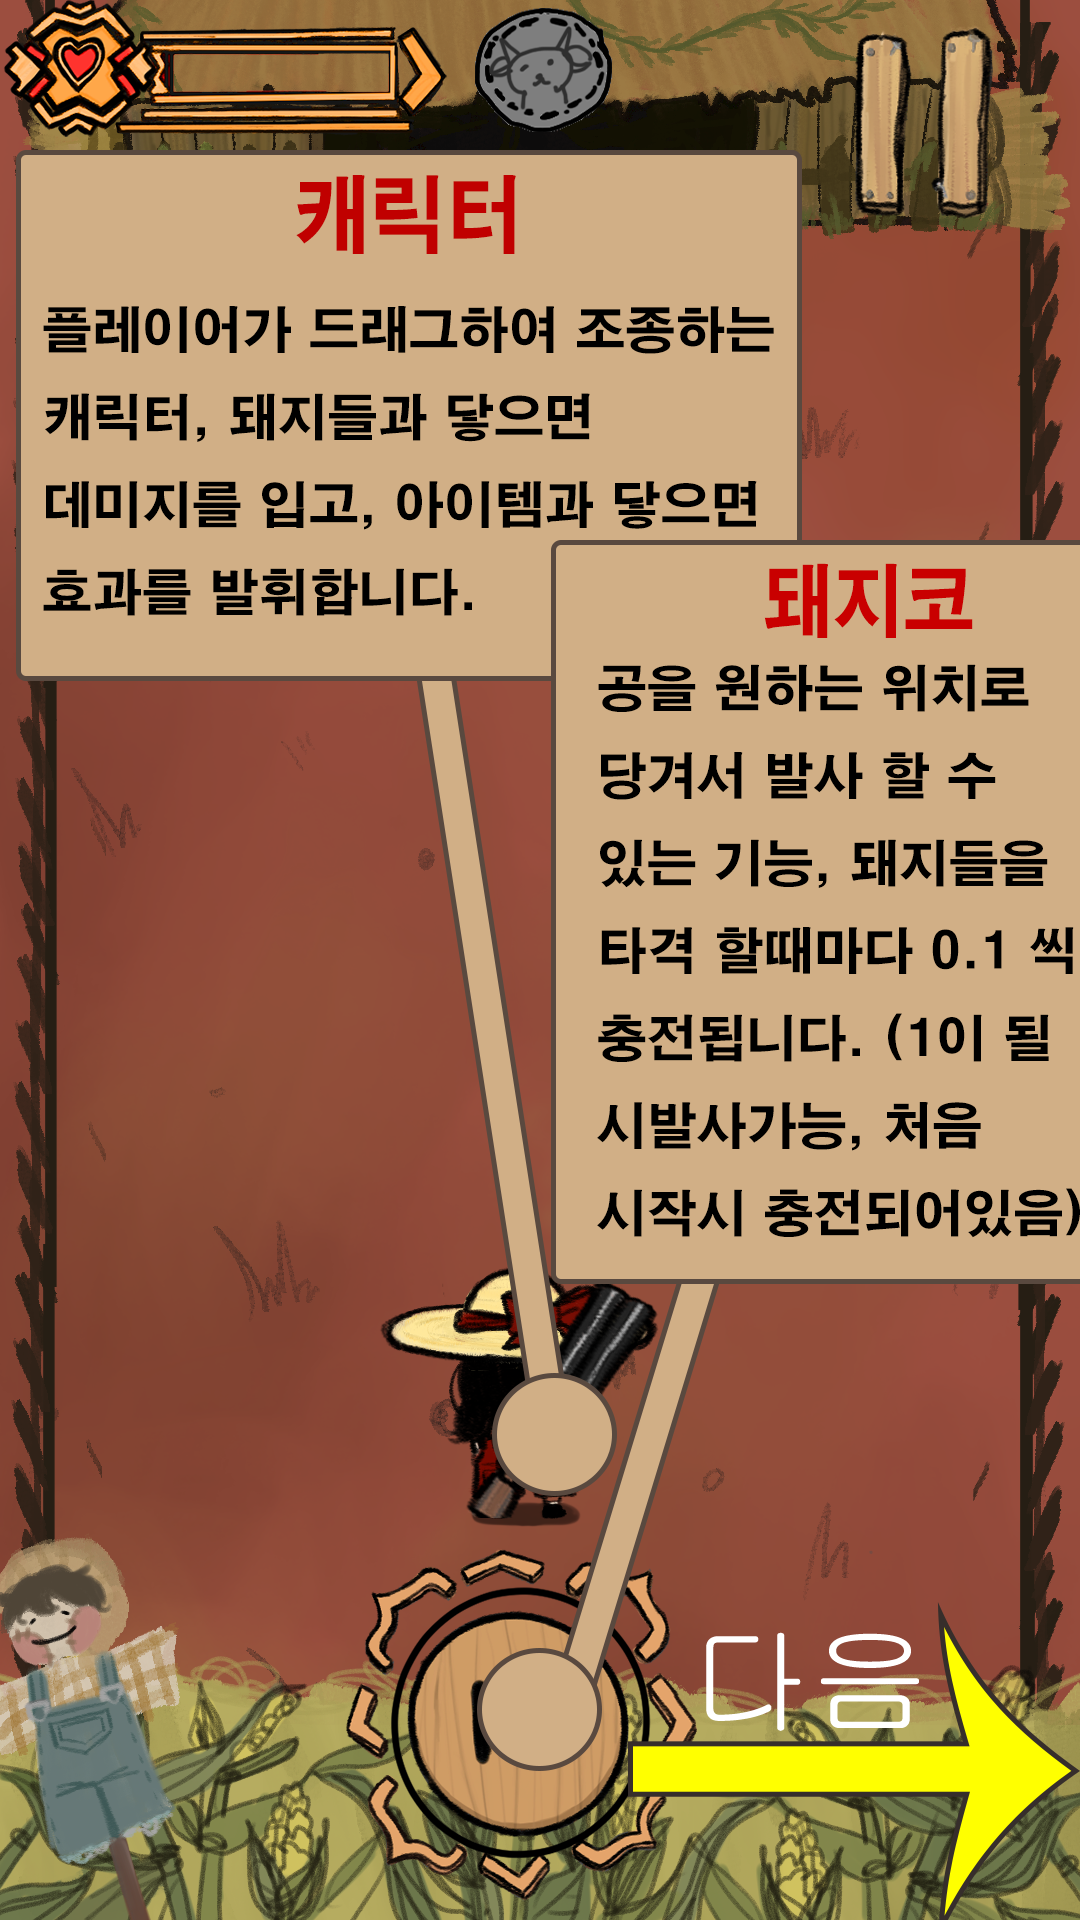 캐릭터
플레이어가 드래그하여 조종하는
캐릭터, 돼지들과 닿으면
데미지를 입고, 아이템과 닿으면
효과를 발휘합니다.
돼지코
공을 원하는 위치로
당겨서 발사 할 수
있는 기능, 돼지들을
타격 할때마다 0.1 씩
충전됩니다. (1이 될
시발사가능, 처음
시작시 충전되어있음)
다음